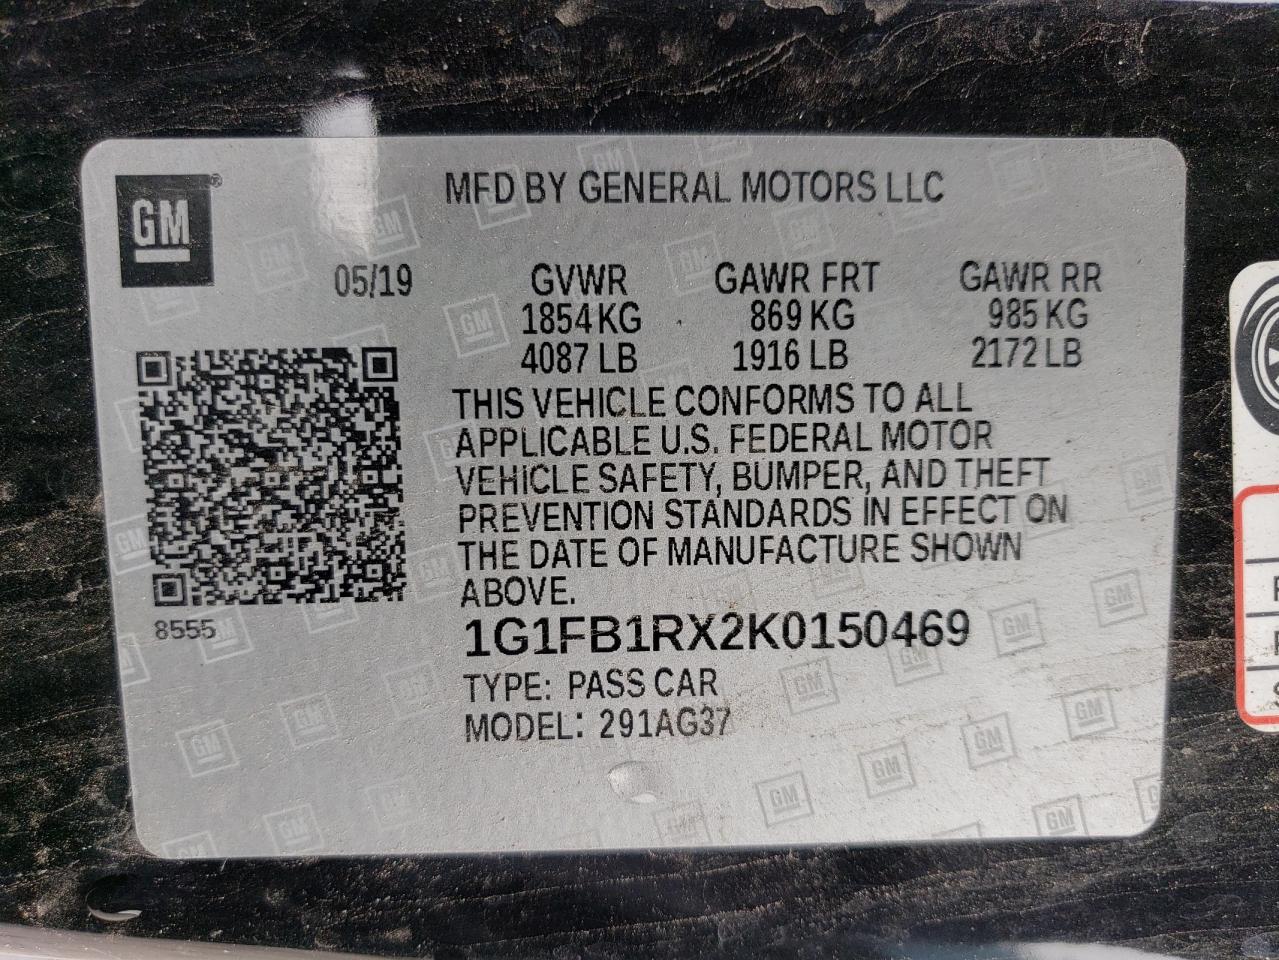 GM
MFD BY GENERAL MOTORS LLC
05/19
GVWR GAWR FRT GAWR RR
1854 KG 869 KG 985 KG
4087 LB 1916 LB 2172 LB
THIS VEHICLE CONFORMS TO ALL
APPLICABLE U.S. FEDERAL MOTOR
VEHICLE SAFETY, BUMPER, AND THEFT
PREVENTION STANDARDS IN EFFECT ON
THE DATE OF MANUFACTURE SHOWN
ABOVE.
8555
1G1FB1RX2K0150469
TYPE: PASS CAR
MODEL: 291AG37